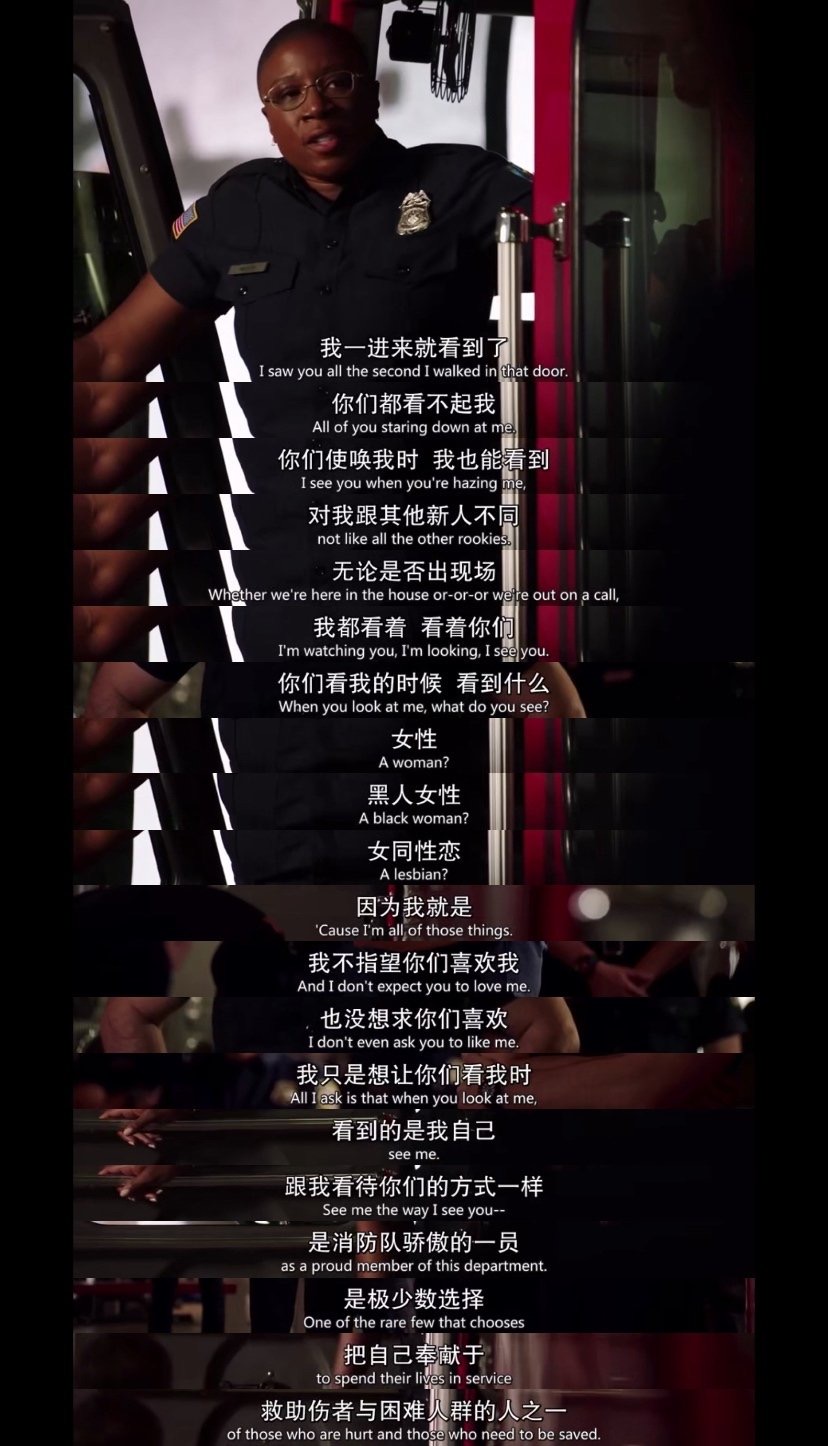 我一进来就看到了
I saw you all the second I walked in that door.
你们都看不起我
All of you staring down at me.
你们使唤我时 我也能看到
I see you when you're hazing me,
对我跟其他新人不同
not like all the other rookies.
无论是否出现场
Whether we're here in the house or-or-or we're out on a call,
我都看着 看着你们
I'm watching you, I'm looking, I see you.
你们看我的时候 看到什么
When you look at me, what do you see?
女性
A woman?
黑人女性
A black woman?
女同性恋
A lesbian?
因为我就是
'Cause I'm all of those things.
我不指望你们喜欢我
And I don't expect you to love me.
也没想求你们喜欢
I don't even ask you to like me.
我只是想让你们看我时
All I ask is that when you look at me,
看到的是我自己
see me.
跟我看待你们的方式一样
See me the way I see you--
是消防队骄傲的一员
as a proud member of this department.
是极少数选择
One of the rare few that chooses
把自己奉献于
to spend their lives in service
救助伤者与困难人群的人之一
of those who are hurt and those who need to be saved.